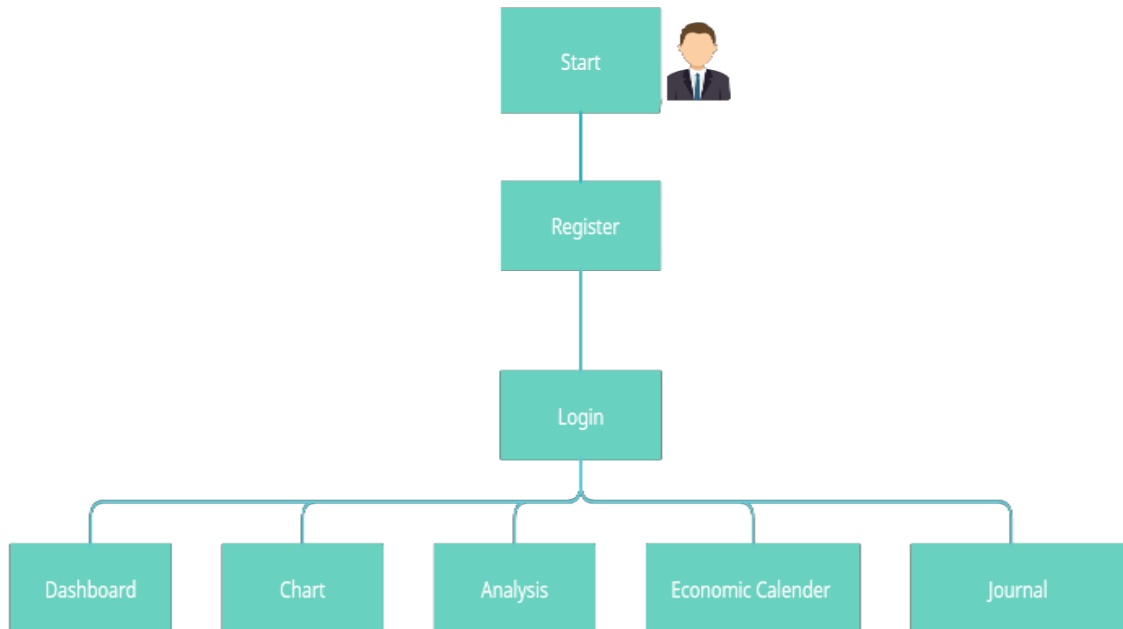 Start
Register
Login
Dashboard
Chart
Analysis
Economic Calender
Journal